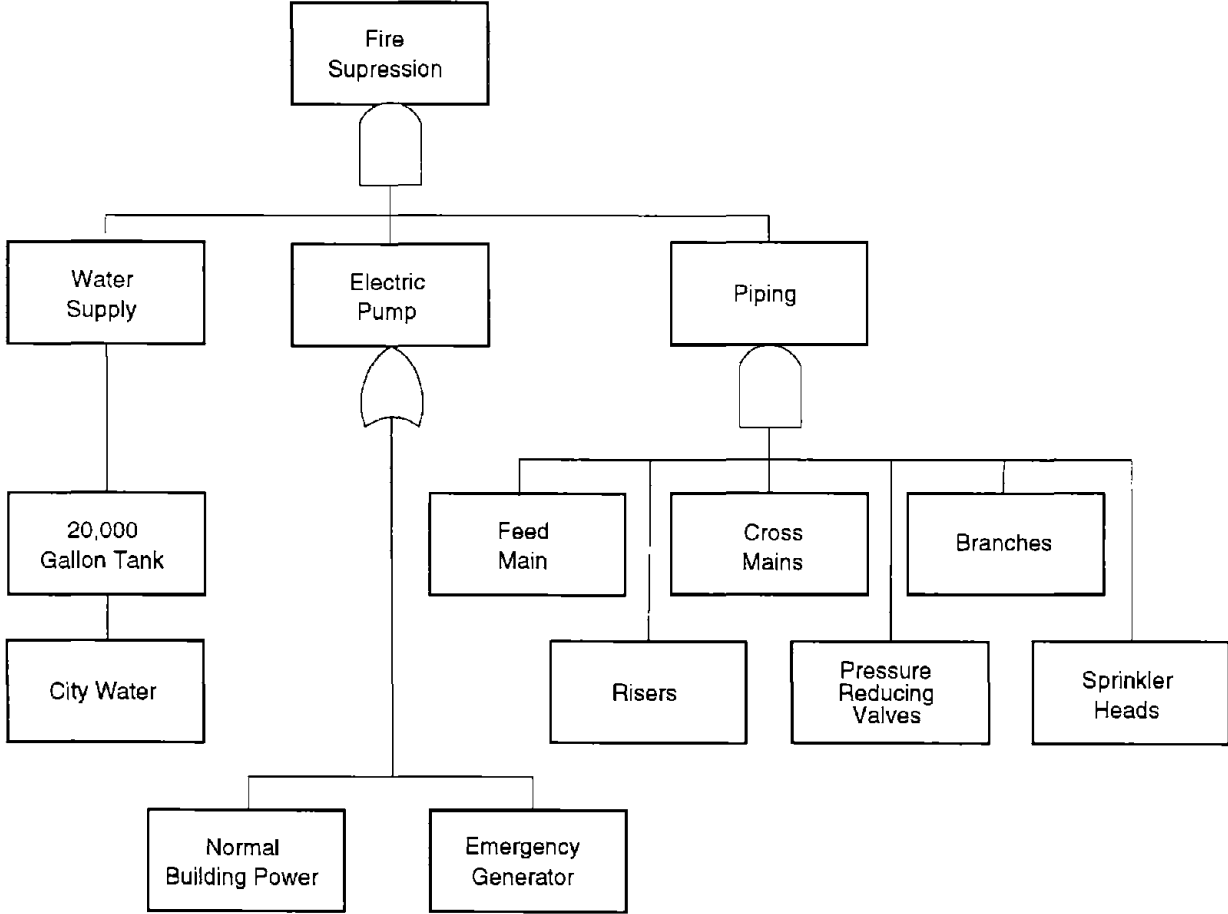 Fire
Supression
Water
Supply
Electric
Pump
Piping
20,000
Gallon Tank
Feed
Main
Cross
Mains
Branches
City Water
Risers
Pressure
Reducing
Valves
Sprinkler
Heads
Normal
Building Power
Emergency
Generator